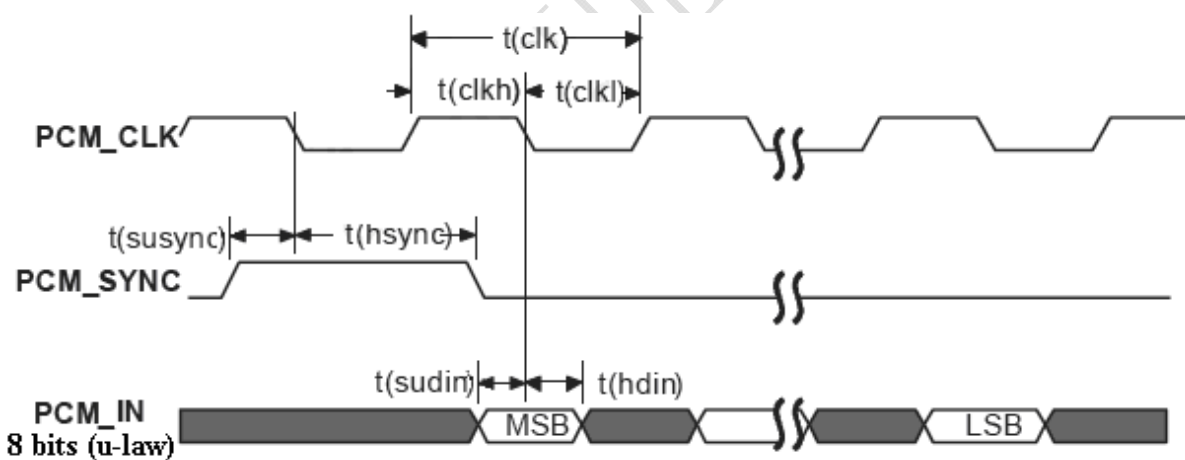 t(clk)
t(clkh)
t(clkl)
PCM_CLK
t(susync)
t(hsync)
PCM_SYNC
t(sudin)
t(hdin)
PCM_IN
MSB
LSB
8 bits (u-law)